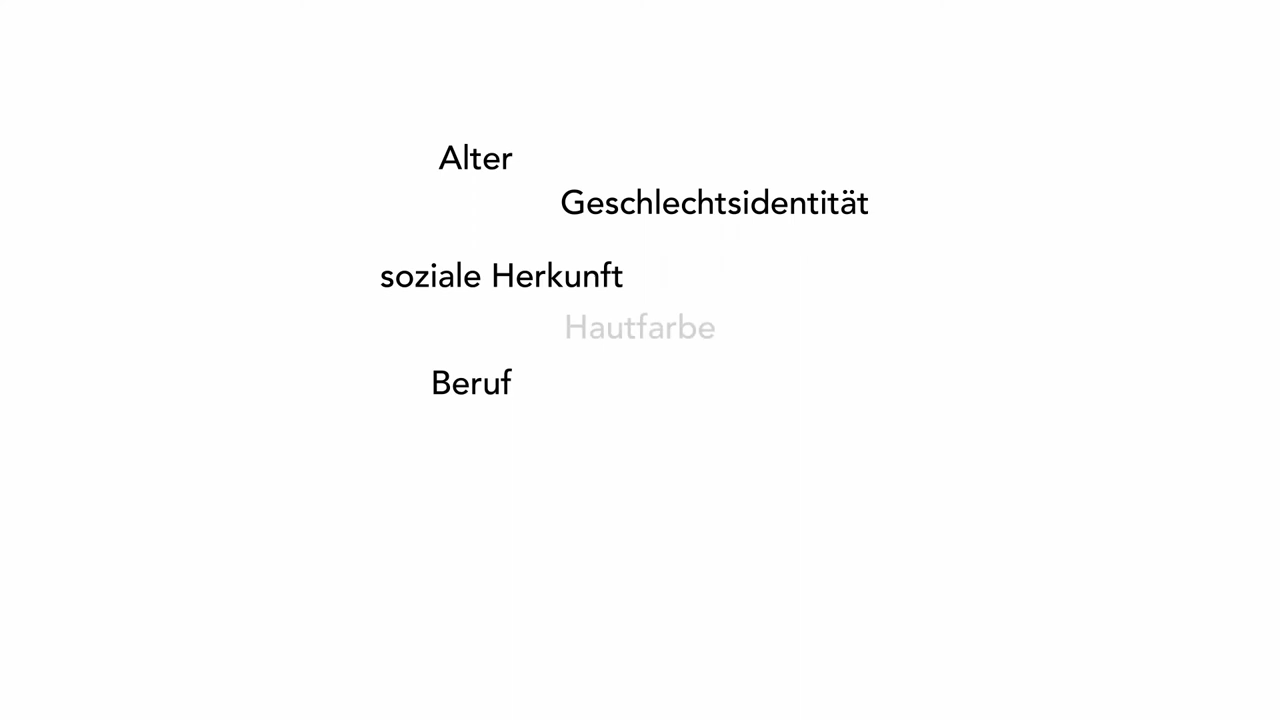 Alter
Geschlechtsidentität
soziale Herkunft
Hautfarbe
Beruf